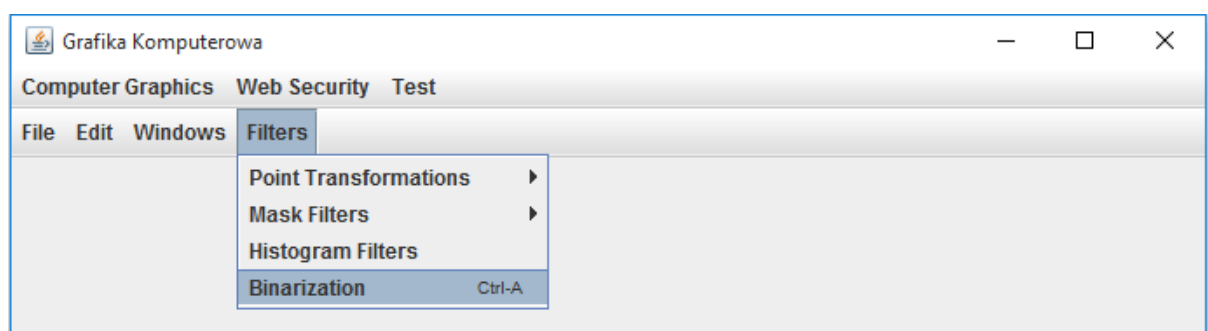 Grafika Komputerowa
Computer Graphics Web Security Test
File Edit Windows Filters
Point Transformations
Mask Filters
Histogram Filters
Binarization Ctrl-A